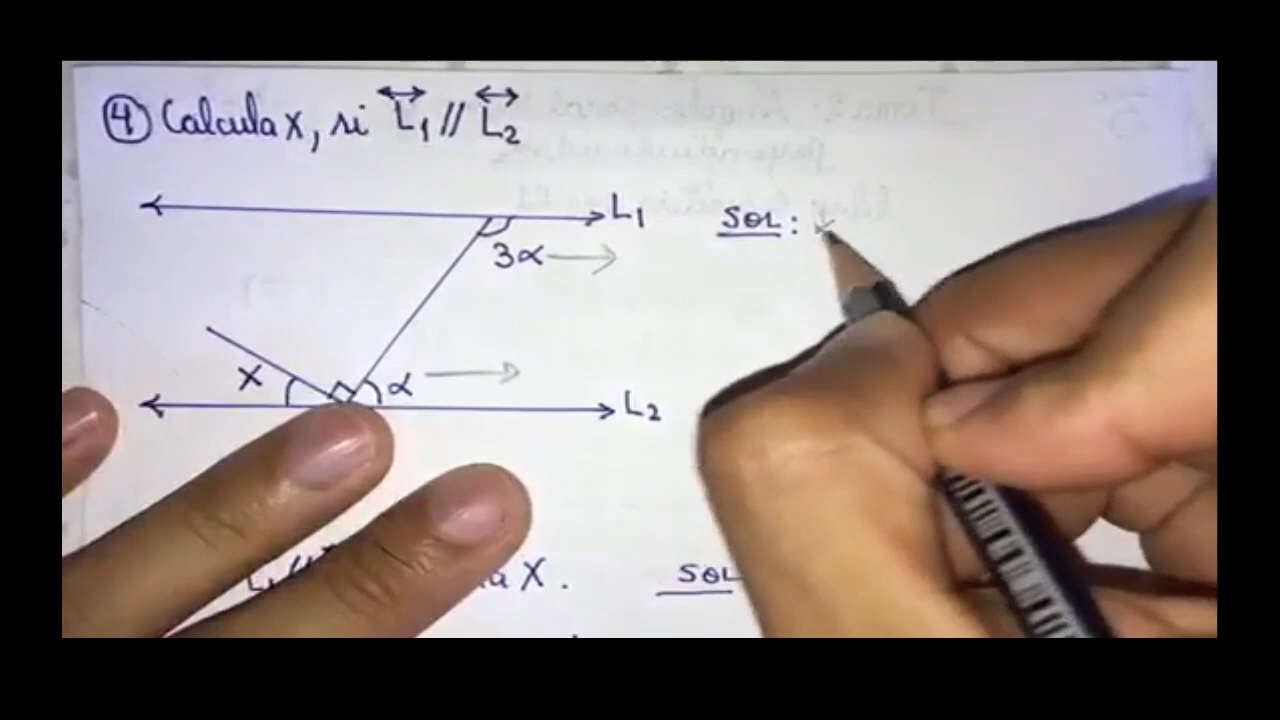 ④ Calcula x, si L₁ // L₂
L₁
SOL :
3α
x
α
L₂
X .
SOL